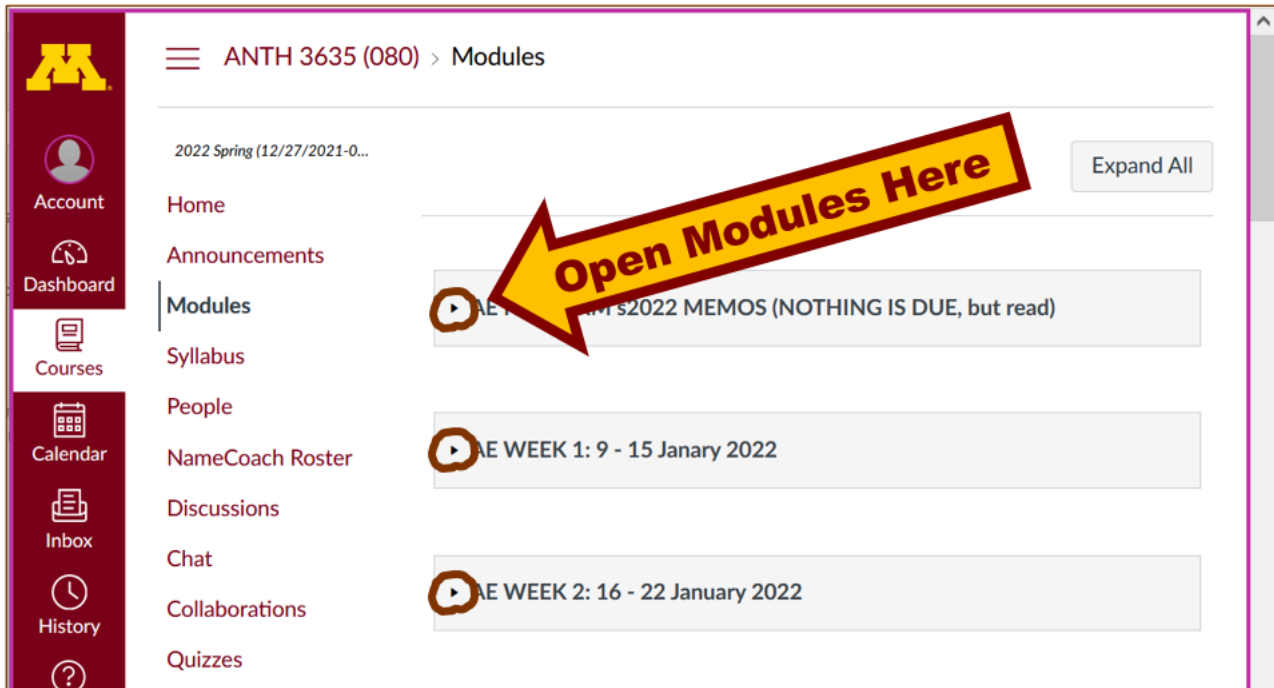 M
ANTH 3635 (080) > Modules
2022 Spring (12/27/2021-0...
Expand All
Open Modules Here
Account
Dashboard
Courses
Calendar
Inbox
History
Home
Announcements
Modules
Syllabus
People
NameCoach Roster
Discussions
Chat
Collaborations
Quizzes
AE s2022 MEMOS (NOTHING IS DUE, but read)
AE WEEK 1: 9 - 15 Janary 2022
AE WEEK 2: 16 - 22 January 2022